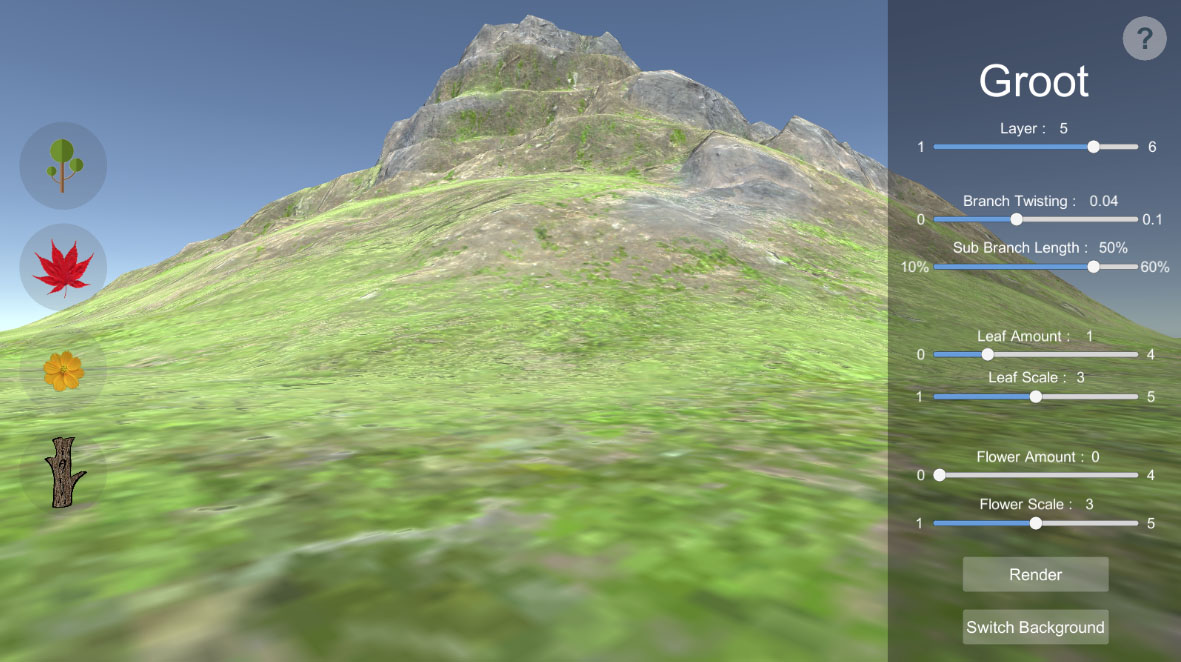 ?
Groot
Layer : 5
1 6
Branch Twisting : 0.04
0 0.1
Sub Branch Length : 50%
10% 60%
Leaf Amount : 1
0 4
Leaf Scale : 3
1 5
Flower Amount : 0
0 4
Flower Scale : 3
1 5
Render
Switch Background